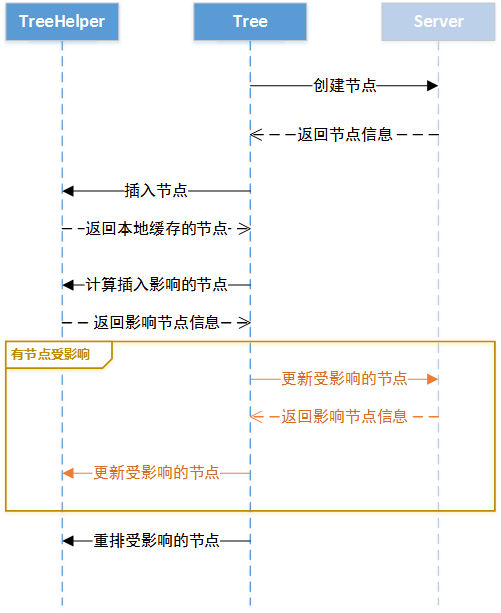 TreeHelper
Tree
Server
创建节点
返回节点信息
插入节点
返回本地缓存的节点
计算插入影响的节点
返回影响节点信息
有节点受影响
更新受影响的节点
返回影响节点信息
更新受影响的节点
重排受影响的节点